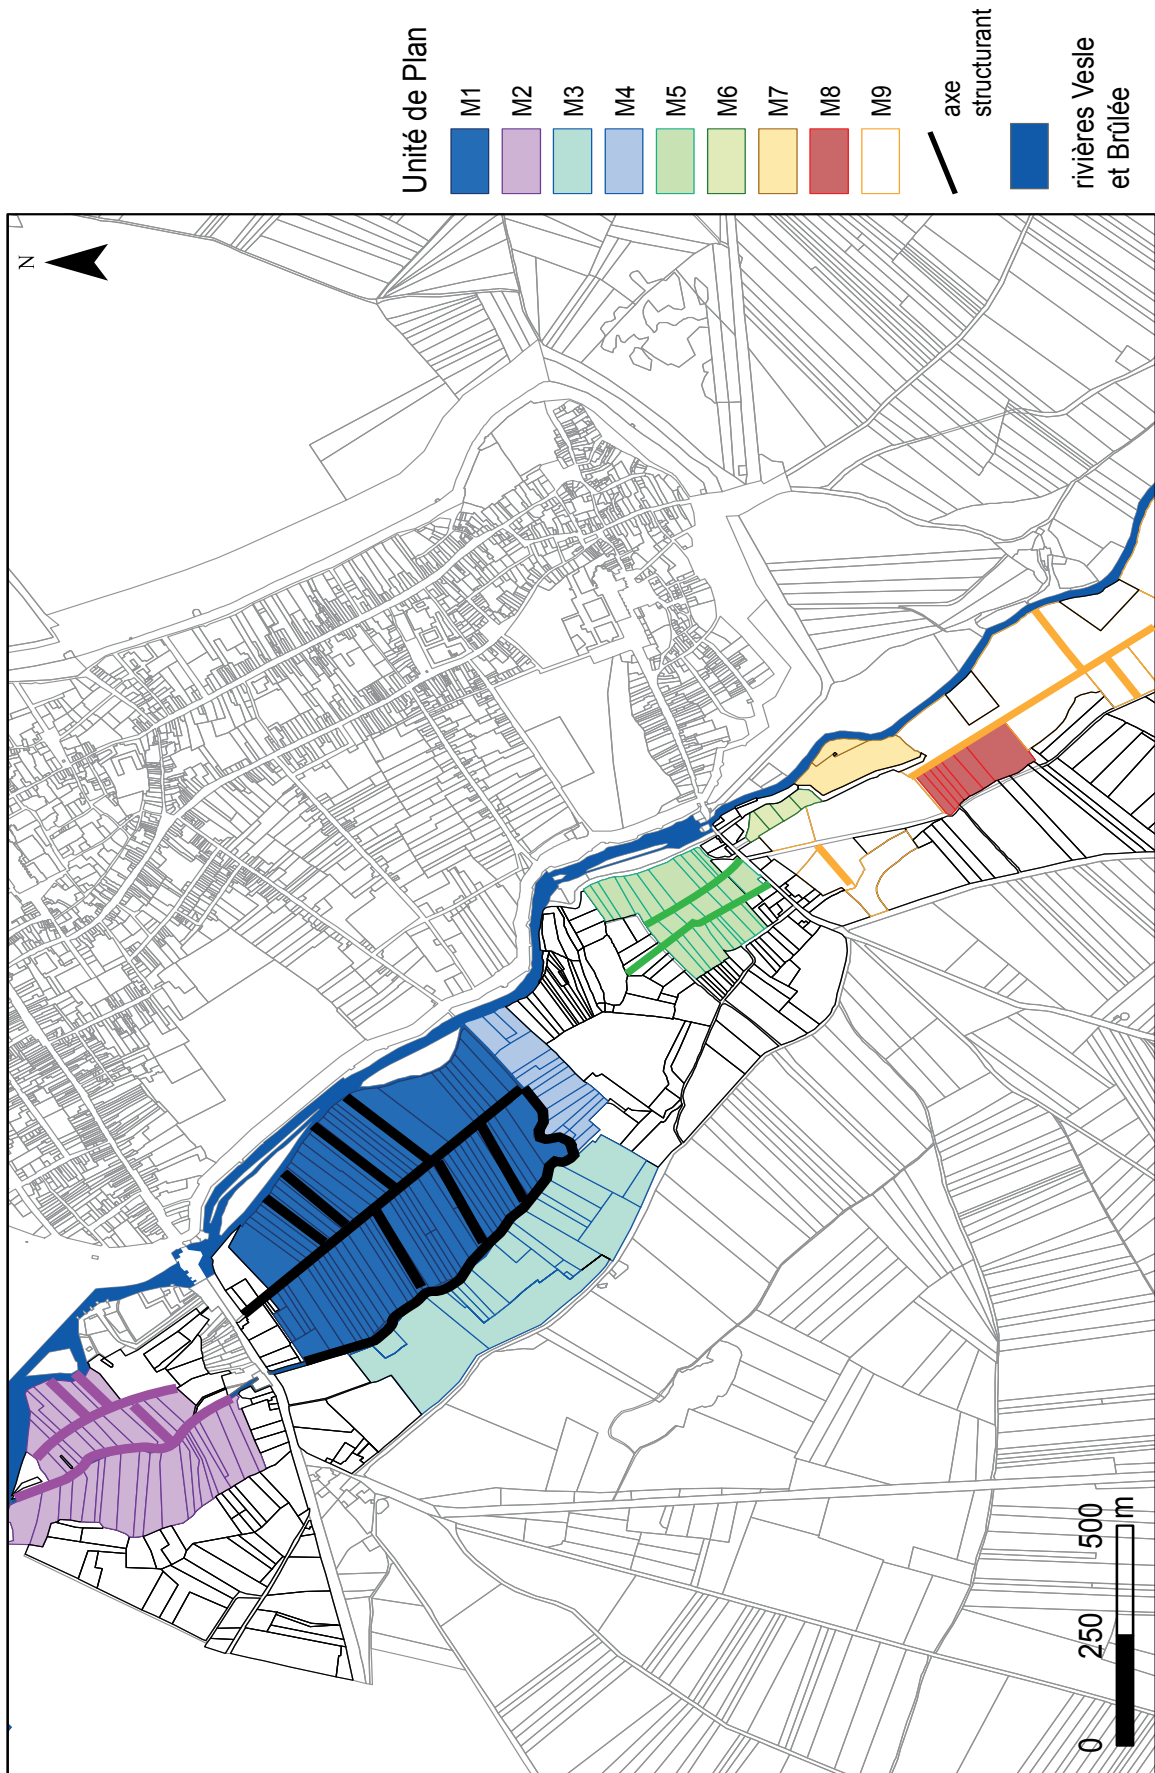 N
Unité de Plan
M1
M2
M3
M4
M5
M6
M7
M8
M9
axe
structurant
rivières Vesle
et Brûlée
0 250 500
m